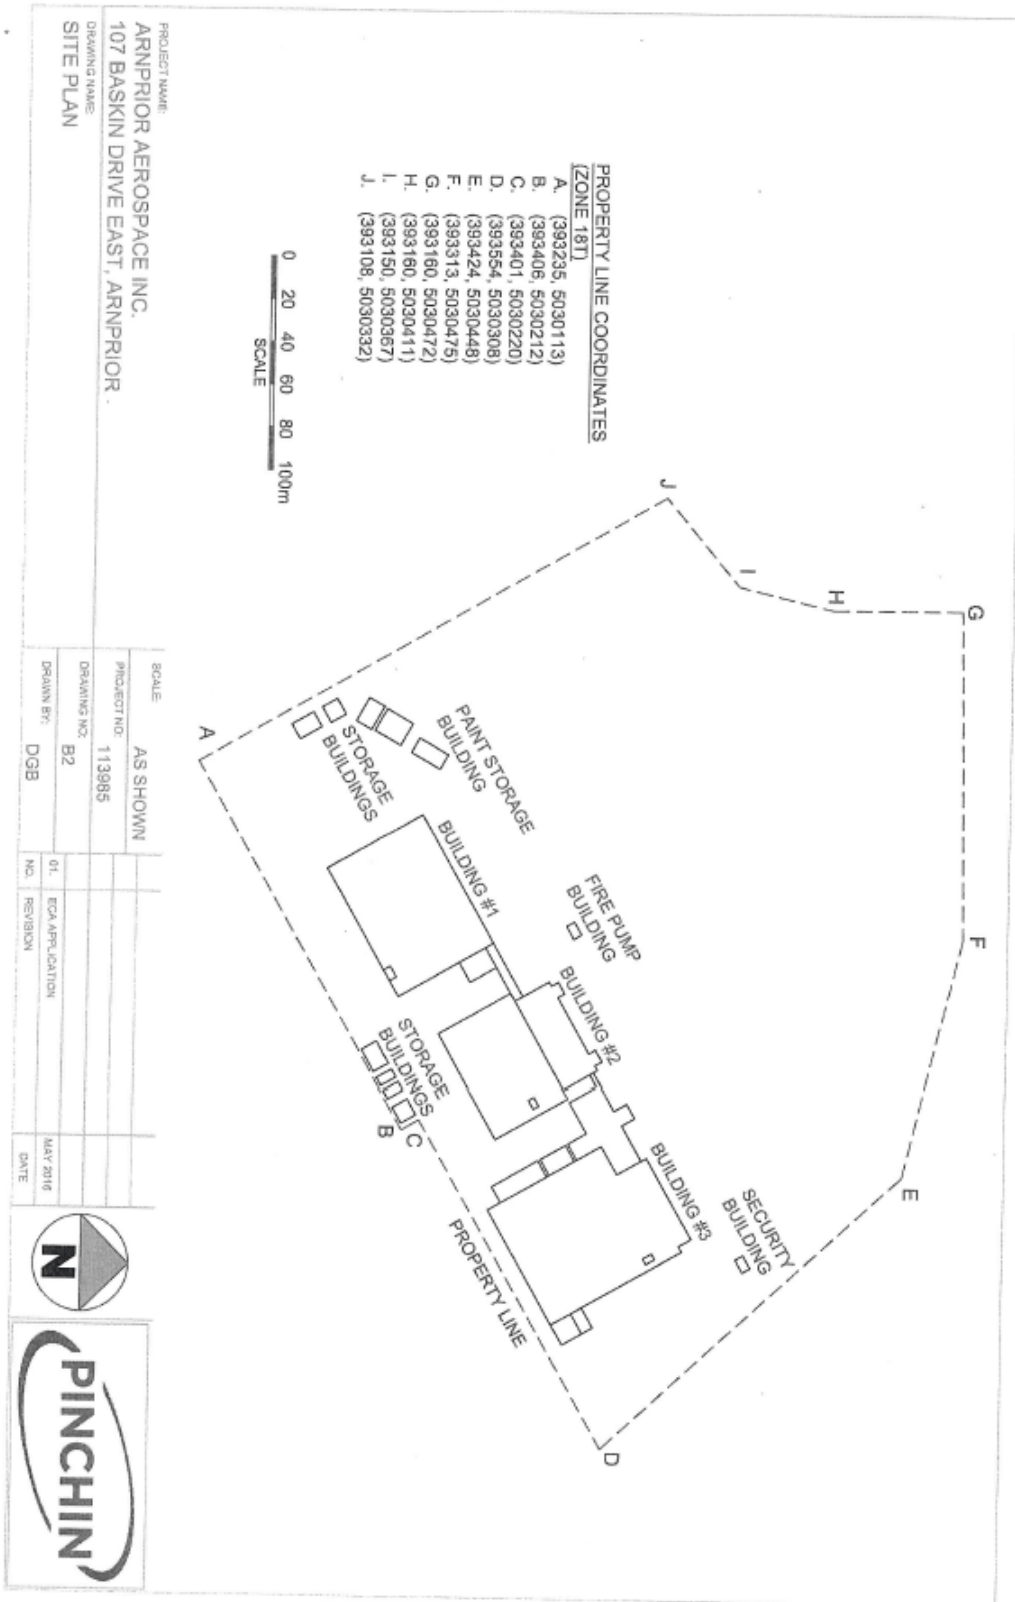 PROPERTY LINE COORDINATES
(ZONE 18T)
A. (393235, 5030113)
B. (393406, 5030212)
C. (393401, 5030220)
D. (393554, 5030308)
E. (393424, 5030448)
F. (393313, 5030475)
G. (393160, 5030472)
H. (393160, 5030411)
I. (393150, 5030367)
J. (393108, 5030332)
0 20 40 60 80 100m
SCALE
G
F
H
E
I
J
SECURITY
BUILDING
FIRE PUMP
BUILDING
BUILDING #3
BUILDING #2
D
PAINT STORAGE
BUILDING
BUILDING #1
PROPERTY LINE
STORAGE
BUILDINGS
STORAGE
BUILDINGS
C
B
A
PROJECT NAME:
ARNPRIOR AEROSPACE INC.
107 BASKIN DRIVE EAST, ARNPRIOR
DRAWING NAME:
SITE PLAN
SCALE:
AS SHOWN
PROJECT NO:
113985
DRAWING NO:
B2
DRAWN BY:
DGB
01. ECA APPLICATION MAY 2016
NO. REVISION DATE
N
PINCHIN